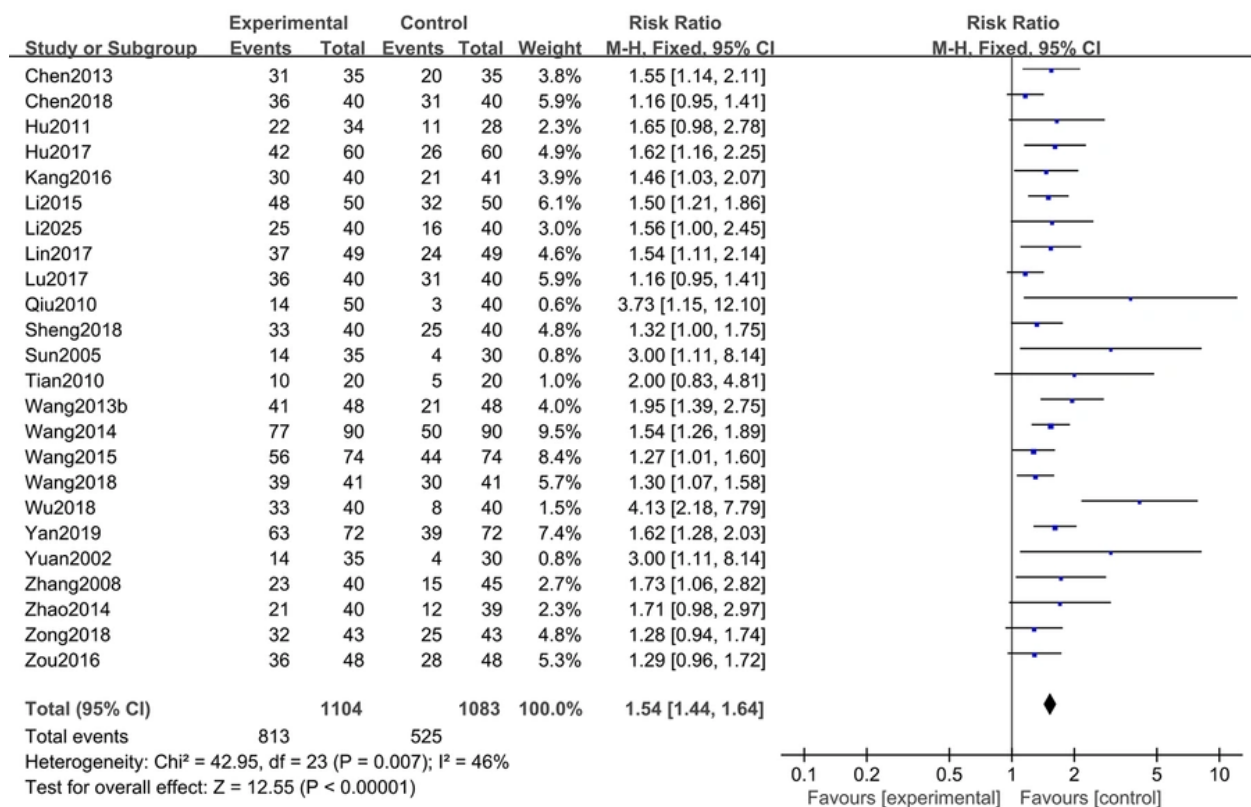 Experimental Control Risk Ratio Risk Ratio
Study or Subgroup Events Total Events Total Weight M-H, Fixed, 95% CI M-H, Fixed, 95% CI
Chen2013 31 35 20 35 3.8% 1.55 [1.14, 2.11]
Chen2018 36 40 31 40 5.9% 1.16 [0.95, 1.41]
Hu2011 22 34 11 28 2.3% 1.65 [0.98, 2.78]
Hu2017 42 60 26 60 4.9% 1.62 [1.16, 2.25]
Kang2016 30 40 21 41 3.9% 1.46 [1.03, 2.07]
Li2015 48 50 32 50 6.1% 1.50 [1.21, 1.86]
Li2025 25 40 16 40 3.0% 1.56 [1.00, 2.45]
Lin2017 37 49 24 49 4.6% 1.54 [1.11, 2.14]
Lu2017 36 40 31 40 5.9% 1.16 [0.95, 1.41]
Qiu2010 14 50 3 40 0.6% 3.73 [1.15, 12.10]
Sheng2018 33 40 25 40 4.8% 1.32 [1.00, 1.75]
Sun2005 14 35 4 30 0.8% 3.00 [1.11, 8.14]
Tian2010 10 20 5 20 1.0% 2.00 [0.83, 4.81]
Wang2013b 41 48 21 48 4.0% 1.95 [1.39, 2.75]
Wang2014 77 90 50 90 9.5% 1.54 [1.26, 1.89]
Wang2015 56 74 44 74 8.4% 1.27 [1.01, 1.60]
Wang2018 39 41 30 41 5.7% 1.30 [1.07, 1.58]
Wu2018 33 40 8 40 1.5% 4.13 [2.18, 7.79]
Yan2019 63 72 39 72 7.4% 1.62 [1.28, 2.03]
Yuan2002 14 35 4 30 0.8% 3.00 [1.11, 8.14]
Zhang2008 23 40 15 45 2.7% 1.73 [1.06, 2.82]
Zhao2014 21 40 12 39 2.3% 1.71 [0.98, 2.97]
Zong2018 32 43 25 43 4.8% 1.28 [0.94, 1.74]
Zou2016 36 48 28 48 5.3% 1.29 [0.96, 1.72]
Total (95% CI) 1104 1083 100.0% 1.54 [1.44, 1.64]
Total events 813 525
Heterogeneity: Chi² = 42.95, df = 23 (P = 0.007); I² = 46%
Test for overall effect: Z = 12.55 (P < 0.00001)
0.1 0.2 0.5 1 2 5 10
Favours [experimental] Favours [control]